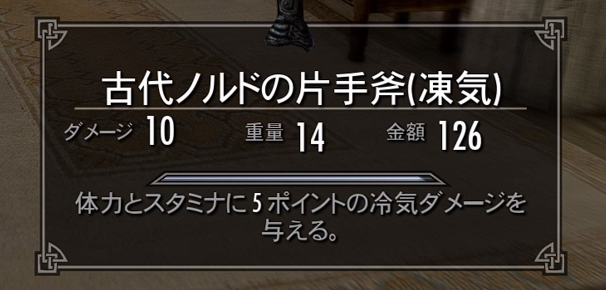 古代ノルドの片手斧(凍気)
ダメージ 10 重量 14 金額 126
体力とスタミナに 5 ポイントの冷気ダメージを
与える。